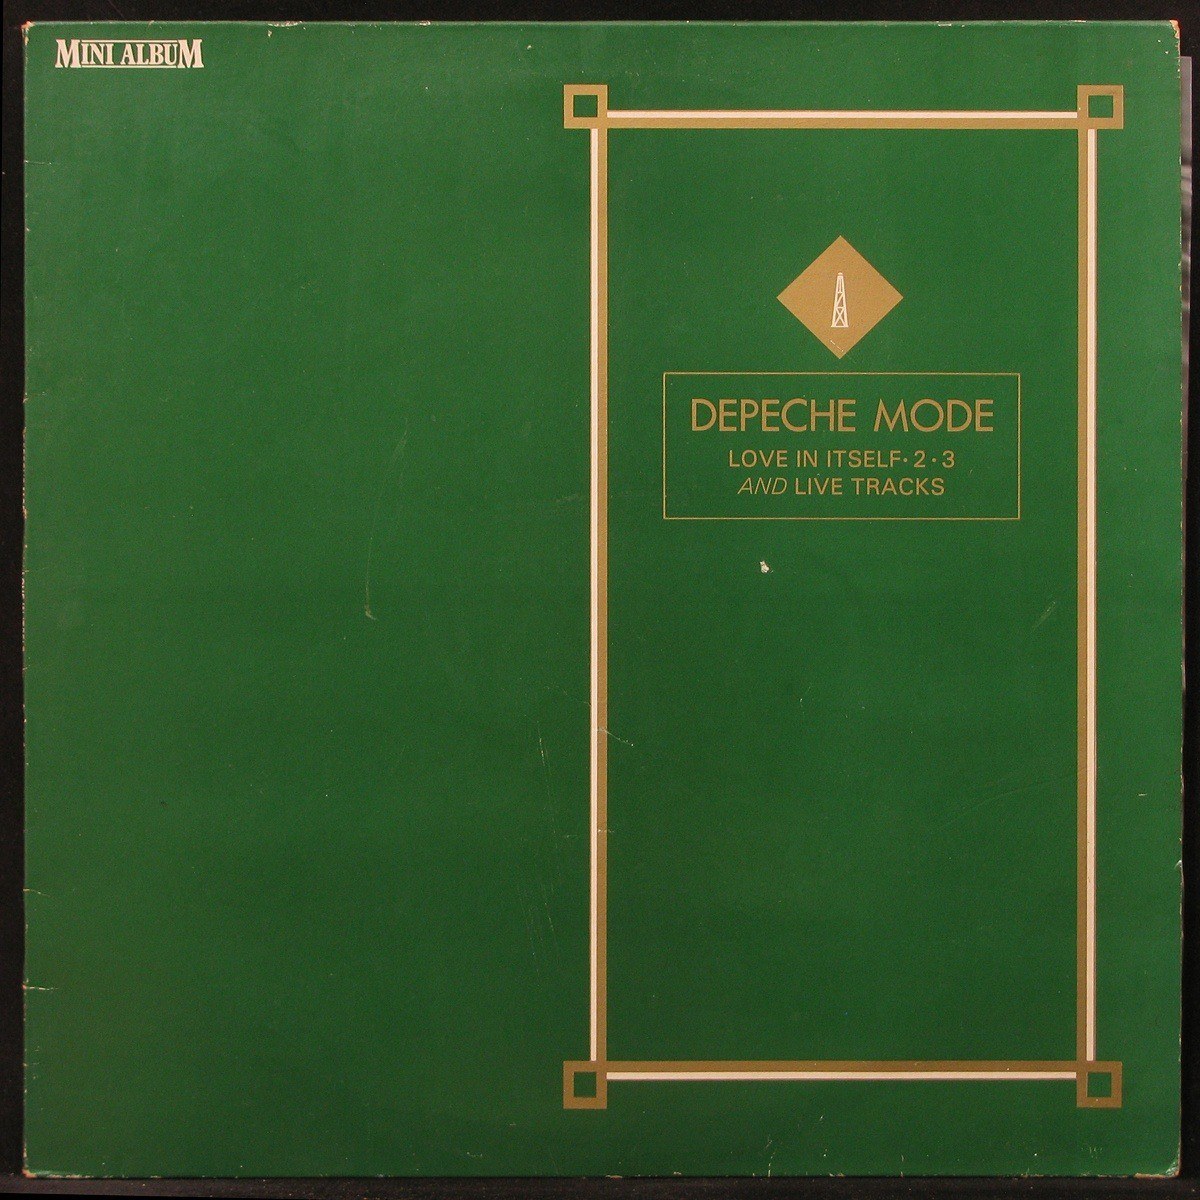 MINI ALBUM
DEPECHE MODE
LOVE IN ITSELF·2·3
AND LIVE TRACKS